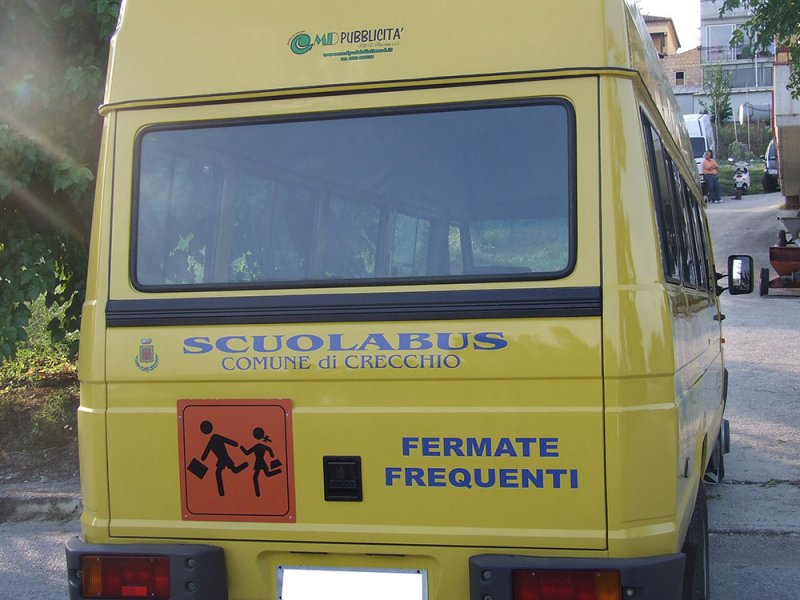 MD PUBBLICITA'
SCUOLABUS
COMUNE di CRECCHIO
FERMATE
FREQUENTI